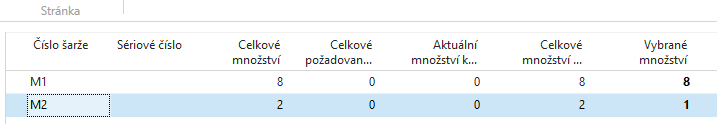 Stránka
Číslo šarže Sériové číslo Celkové množství Celkové požadovan... Aktuální množství k... Celkové množství ... Vybrané množství
M1 8 0 0 8 8
M2 2 0 0 2 1